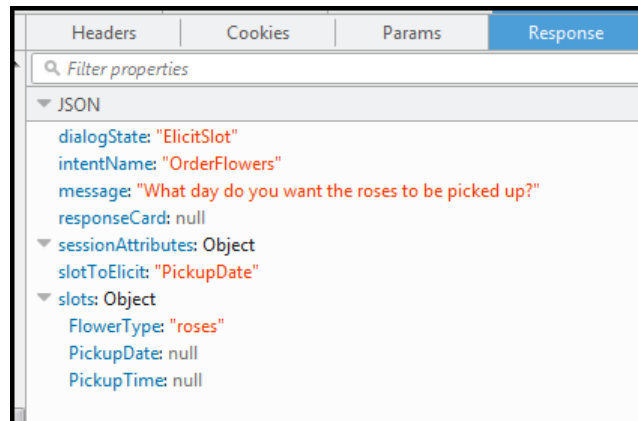 Headers Cookies Params Response
Filter properties
JSON
dialogState: "ElicitSlot"
intentName: "OrderFlowers"
message: "What day do you want the roses to be picked up?"
responseCard: null
sessionAttributes: Object
slotToElicit: "PickupDate"
slots: Object
FlowerType: "roses"
PickupDate: null
PickupTime: null